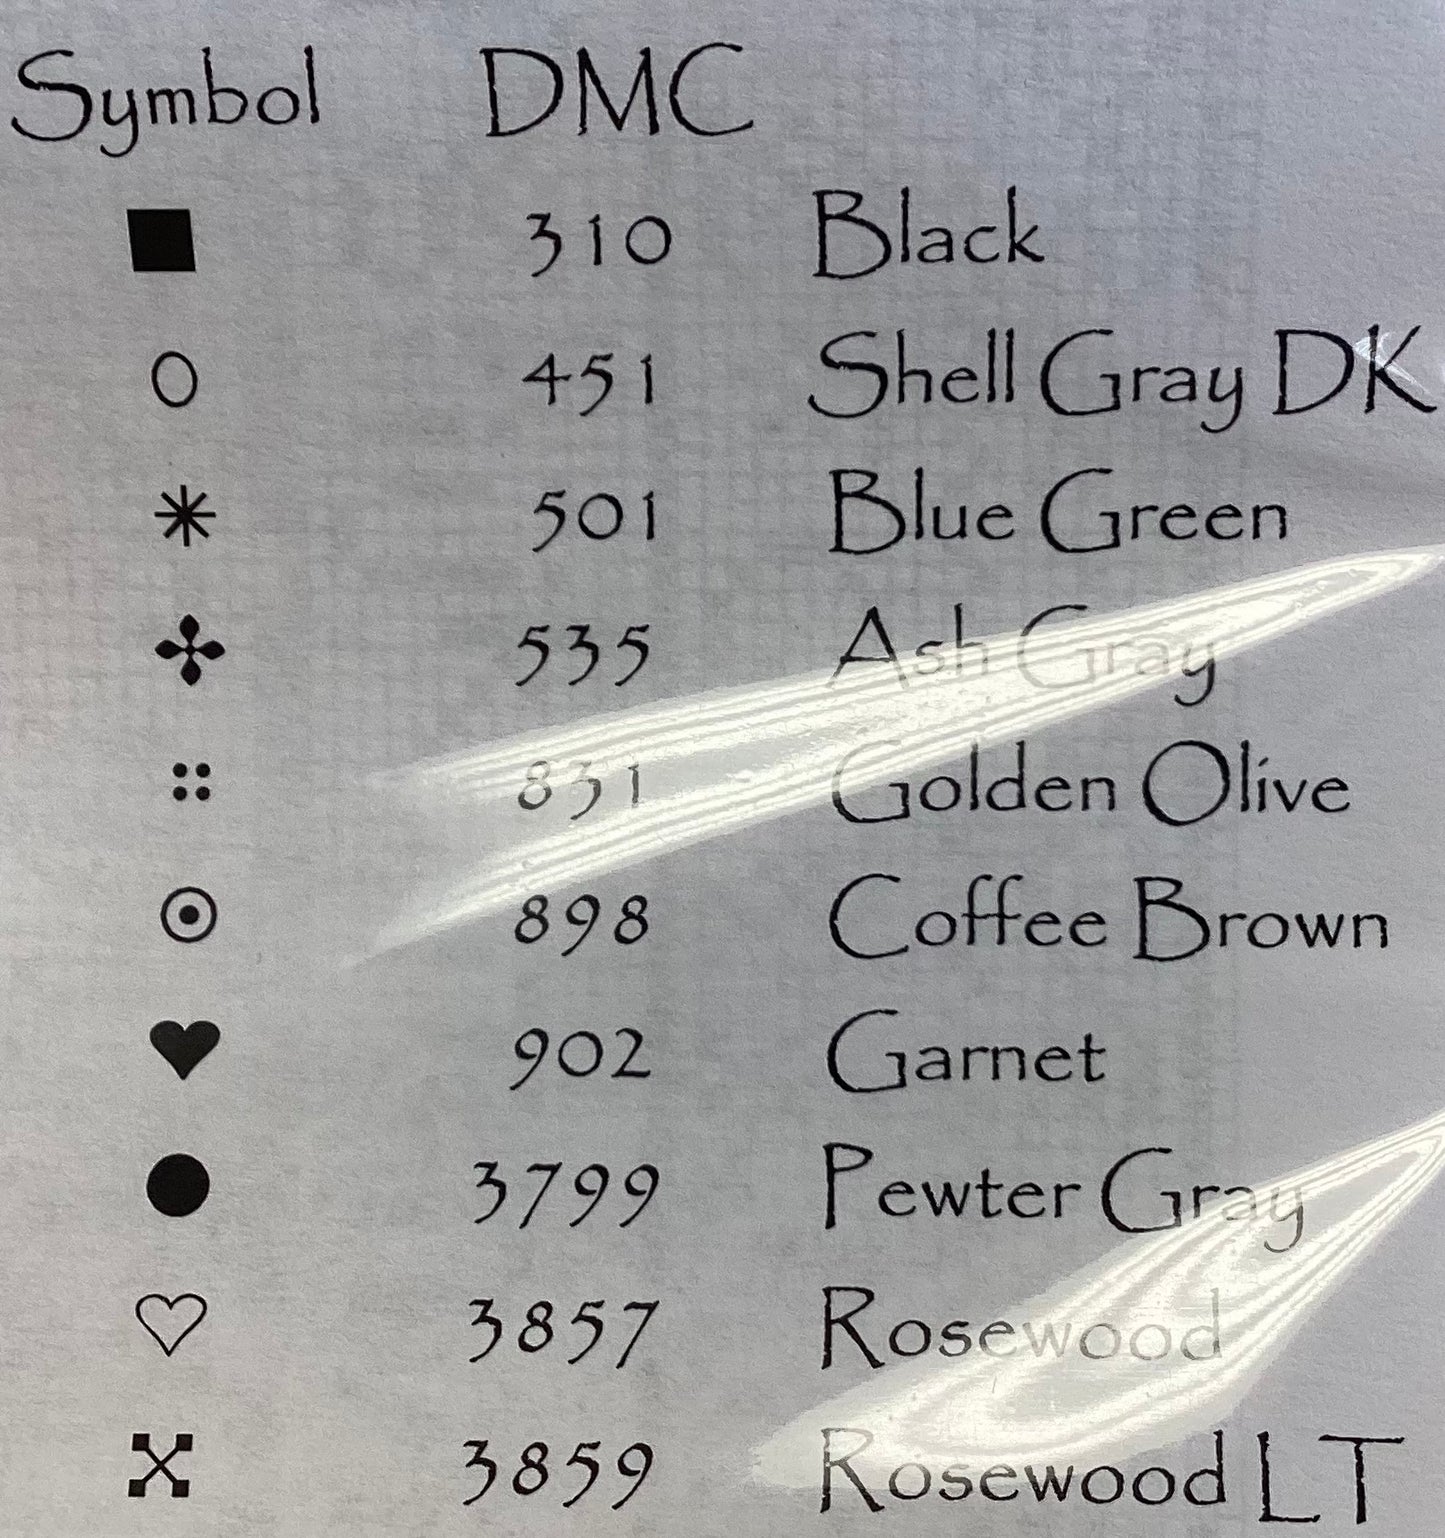 Symbol DMC
■ 310 Black
○ 451 Shell Gray DK
✳ 501 Blue Green
✤ 535 Ash Gray
⸬ 831 Golden Olive
◉ 898 Coffee Brown
♥ 902 Garnet
● 3799 Pewter Gray
♡ 3857 Rosewood
⌘ 3859 Rosewood LT